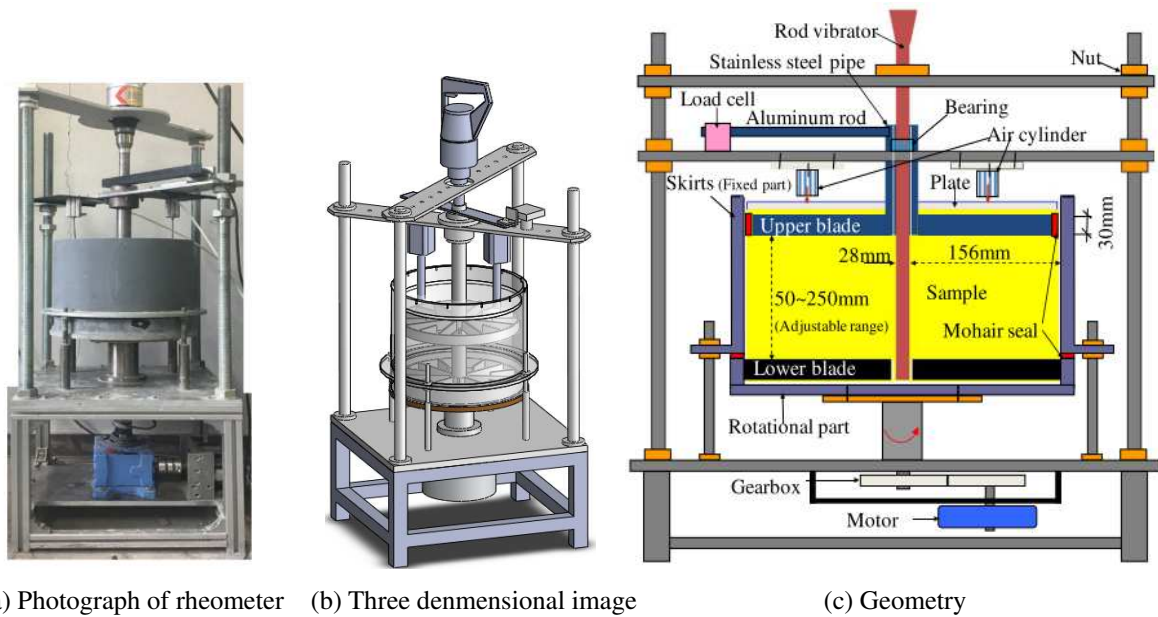 Rod vibrator
Stainless steel pipe
Nut
Load cell
Bearing
Aluminum rod
Air cylinder
Skirts (Fixed part)
Plate
Upper blade
30mm
28mm
156mm
50~250mm
Sample
(Adjustable range)
Mohair seal
Lower blade
Rotational part
Gearbox
Motor
) Photograph of rheometer (b) Three denmensional image (c) Geometry